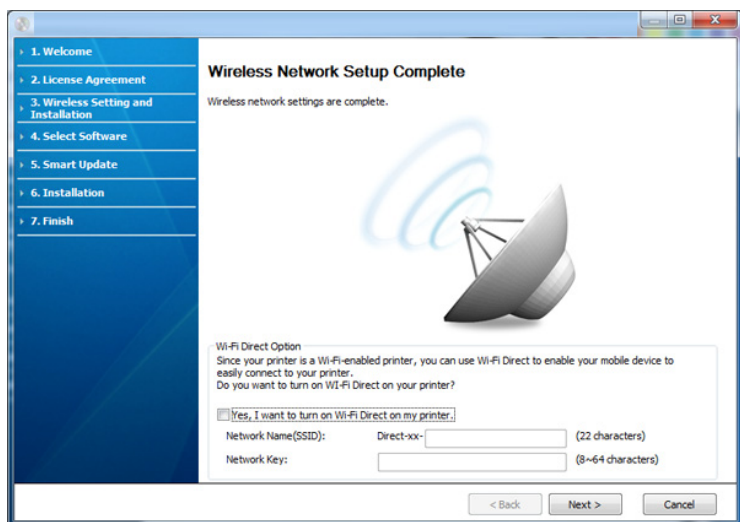 1. Welcome
2. License Agreement
3. Wireless Setting and
Installation
4. Select Software
5. Smart Update
6. Installation
7. Finish
Wireless Network Setup Complete
Wireless network settings are complete.
Wi-Fi Direct Option
Since your printer is a Wi-Fi-enabled printer, you can use Wi-Fi Direct to enable your mobile device to
easily connect to your printer.
Do you want to turn on WI-Fi Direct on your printer?
Yes, I want to turn on Wi-Fi Direct on my printer.
Network Name(SSID): Direct-xx- (22 characters)
Network Key: (8~64 characters)
< Back Next > Cancel